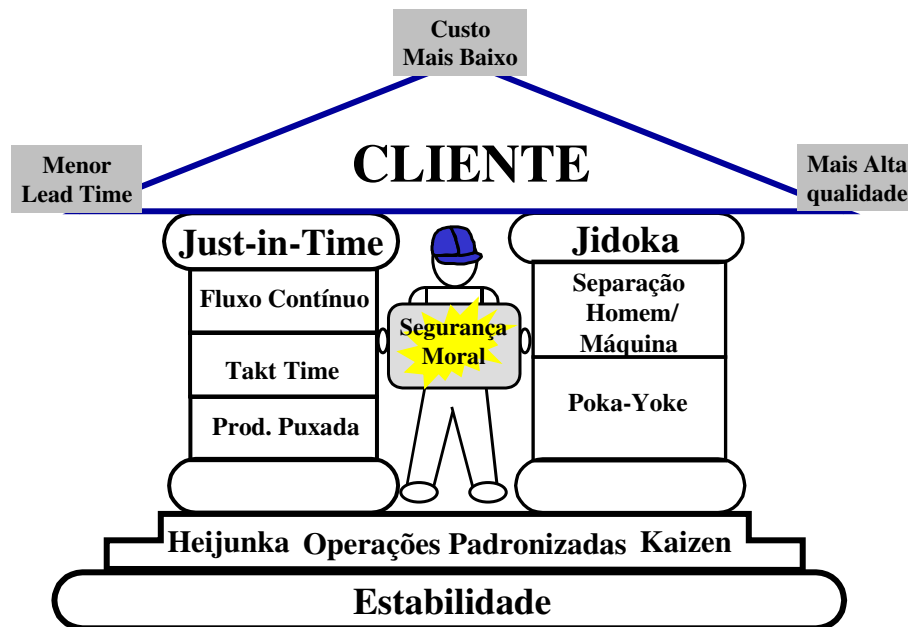 Custo
Mais Baixo
Menor
Lead Time
CLIENTE
Mais Alta
qualidade
Just-in-Time
Fluxo Contínuo
Takt Time
Prod. Puxada
Segurança
Moral
Jidoka
Separação
Homem/
Máquina
Poka-Yoke
Heijunka Operações Padronizadas Kaizen
Estabilidade